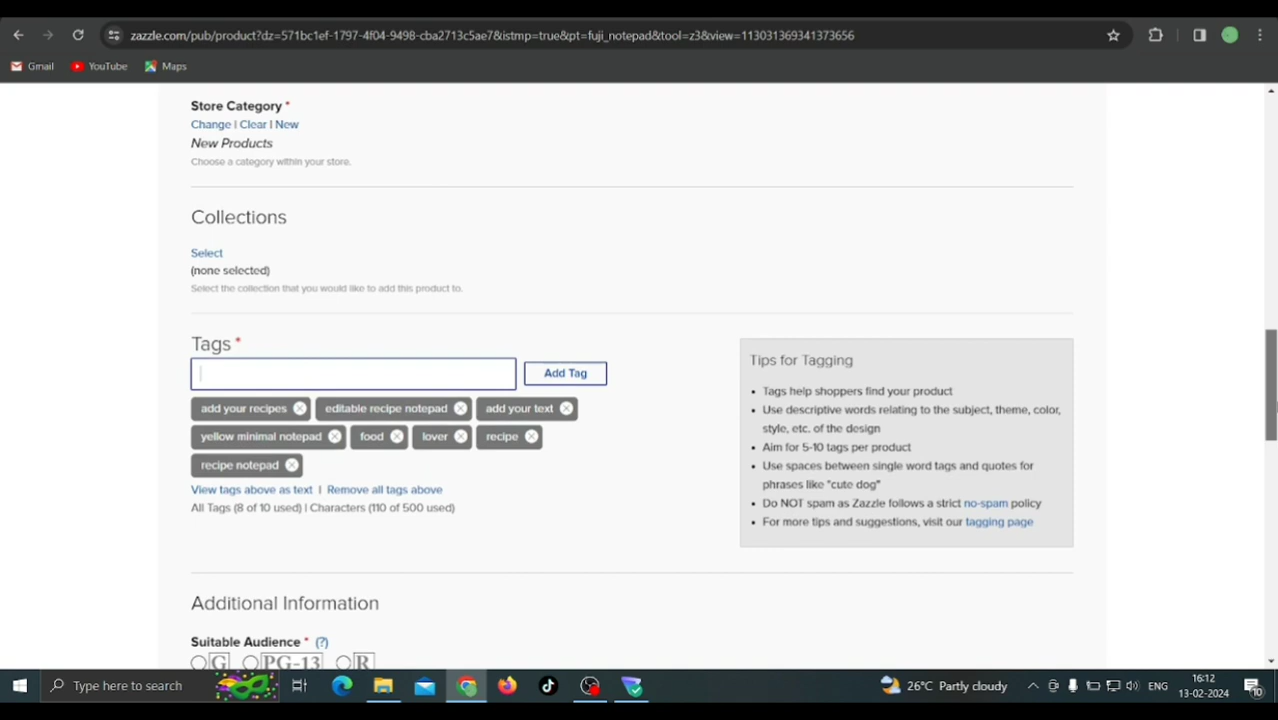 zazzle.com/pub/product?dz=571bc1ef-1797-4f04-9498-cba2713c5ae7&istmp=true&pt=fuji_notepad&tool=z3&view=113031369341373656
Gmail YouTube Maps
Store Category *
Change | Clear | New
New Products
Choose a category within your store.
Collections
Select
(none selected)
Select the collection that you would like to add this product to.
Tags *
Add Tag
add your recipes editable recipe notepad add your text
yellow minimal notepad food lover recipe
recipe notepad
View tags above as text | Remove all tags above
All Tags (8 of 10 used) | Characters (110 of 500 used)
Tips for Tagging
• Tags help shoppers find your product
• Use descriptive words relating to the subject, theme, color,
style, etc. of the design
• Aim for 5-10 tags per product
• Use spaces between single word tags and quotes for
phrases like "cute dog"
• Do NOT spam as Zazzle follows a strict no-spam policy
• For more tips and suggestions, visit our tagging page
Additional Information
Suitable Audience * (?)
G PG-13 R
Type here to search
26°C Partly cloudy
ENG
16:12
13-02-2024
10